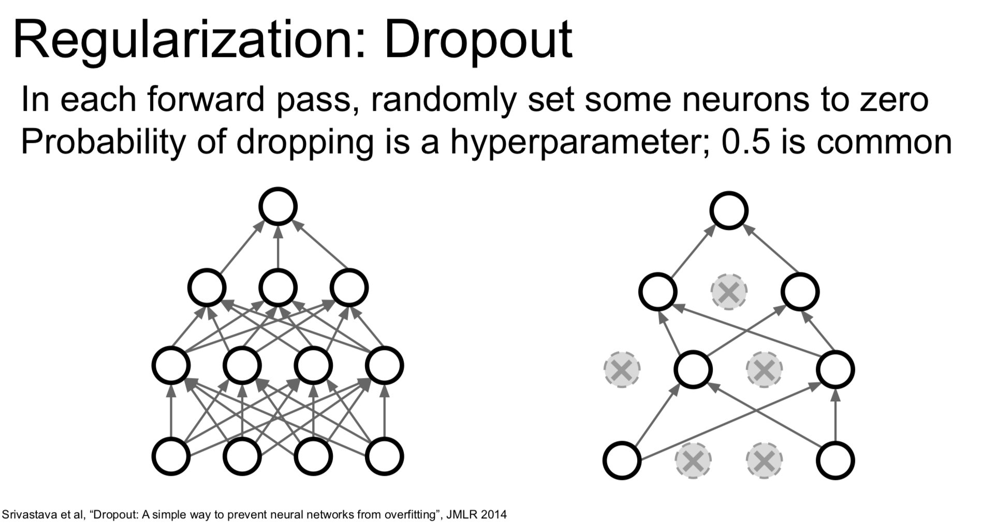 Regularization: Dropout
In each forward pass, randomly set some neurons to zero
Probability of dropping is a hyperparameter; 0.5 is common
Srivastava et al, “Dropout: A simple way to prevent neural networks from overfitting”, JMLR 2014